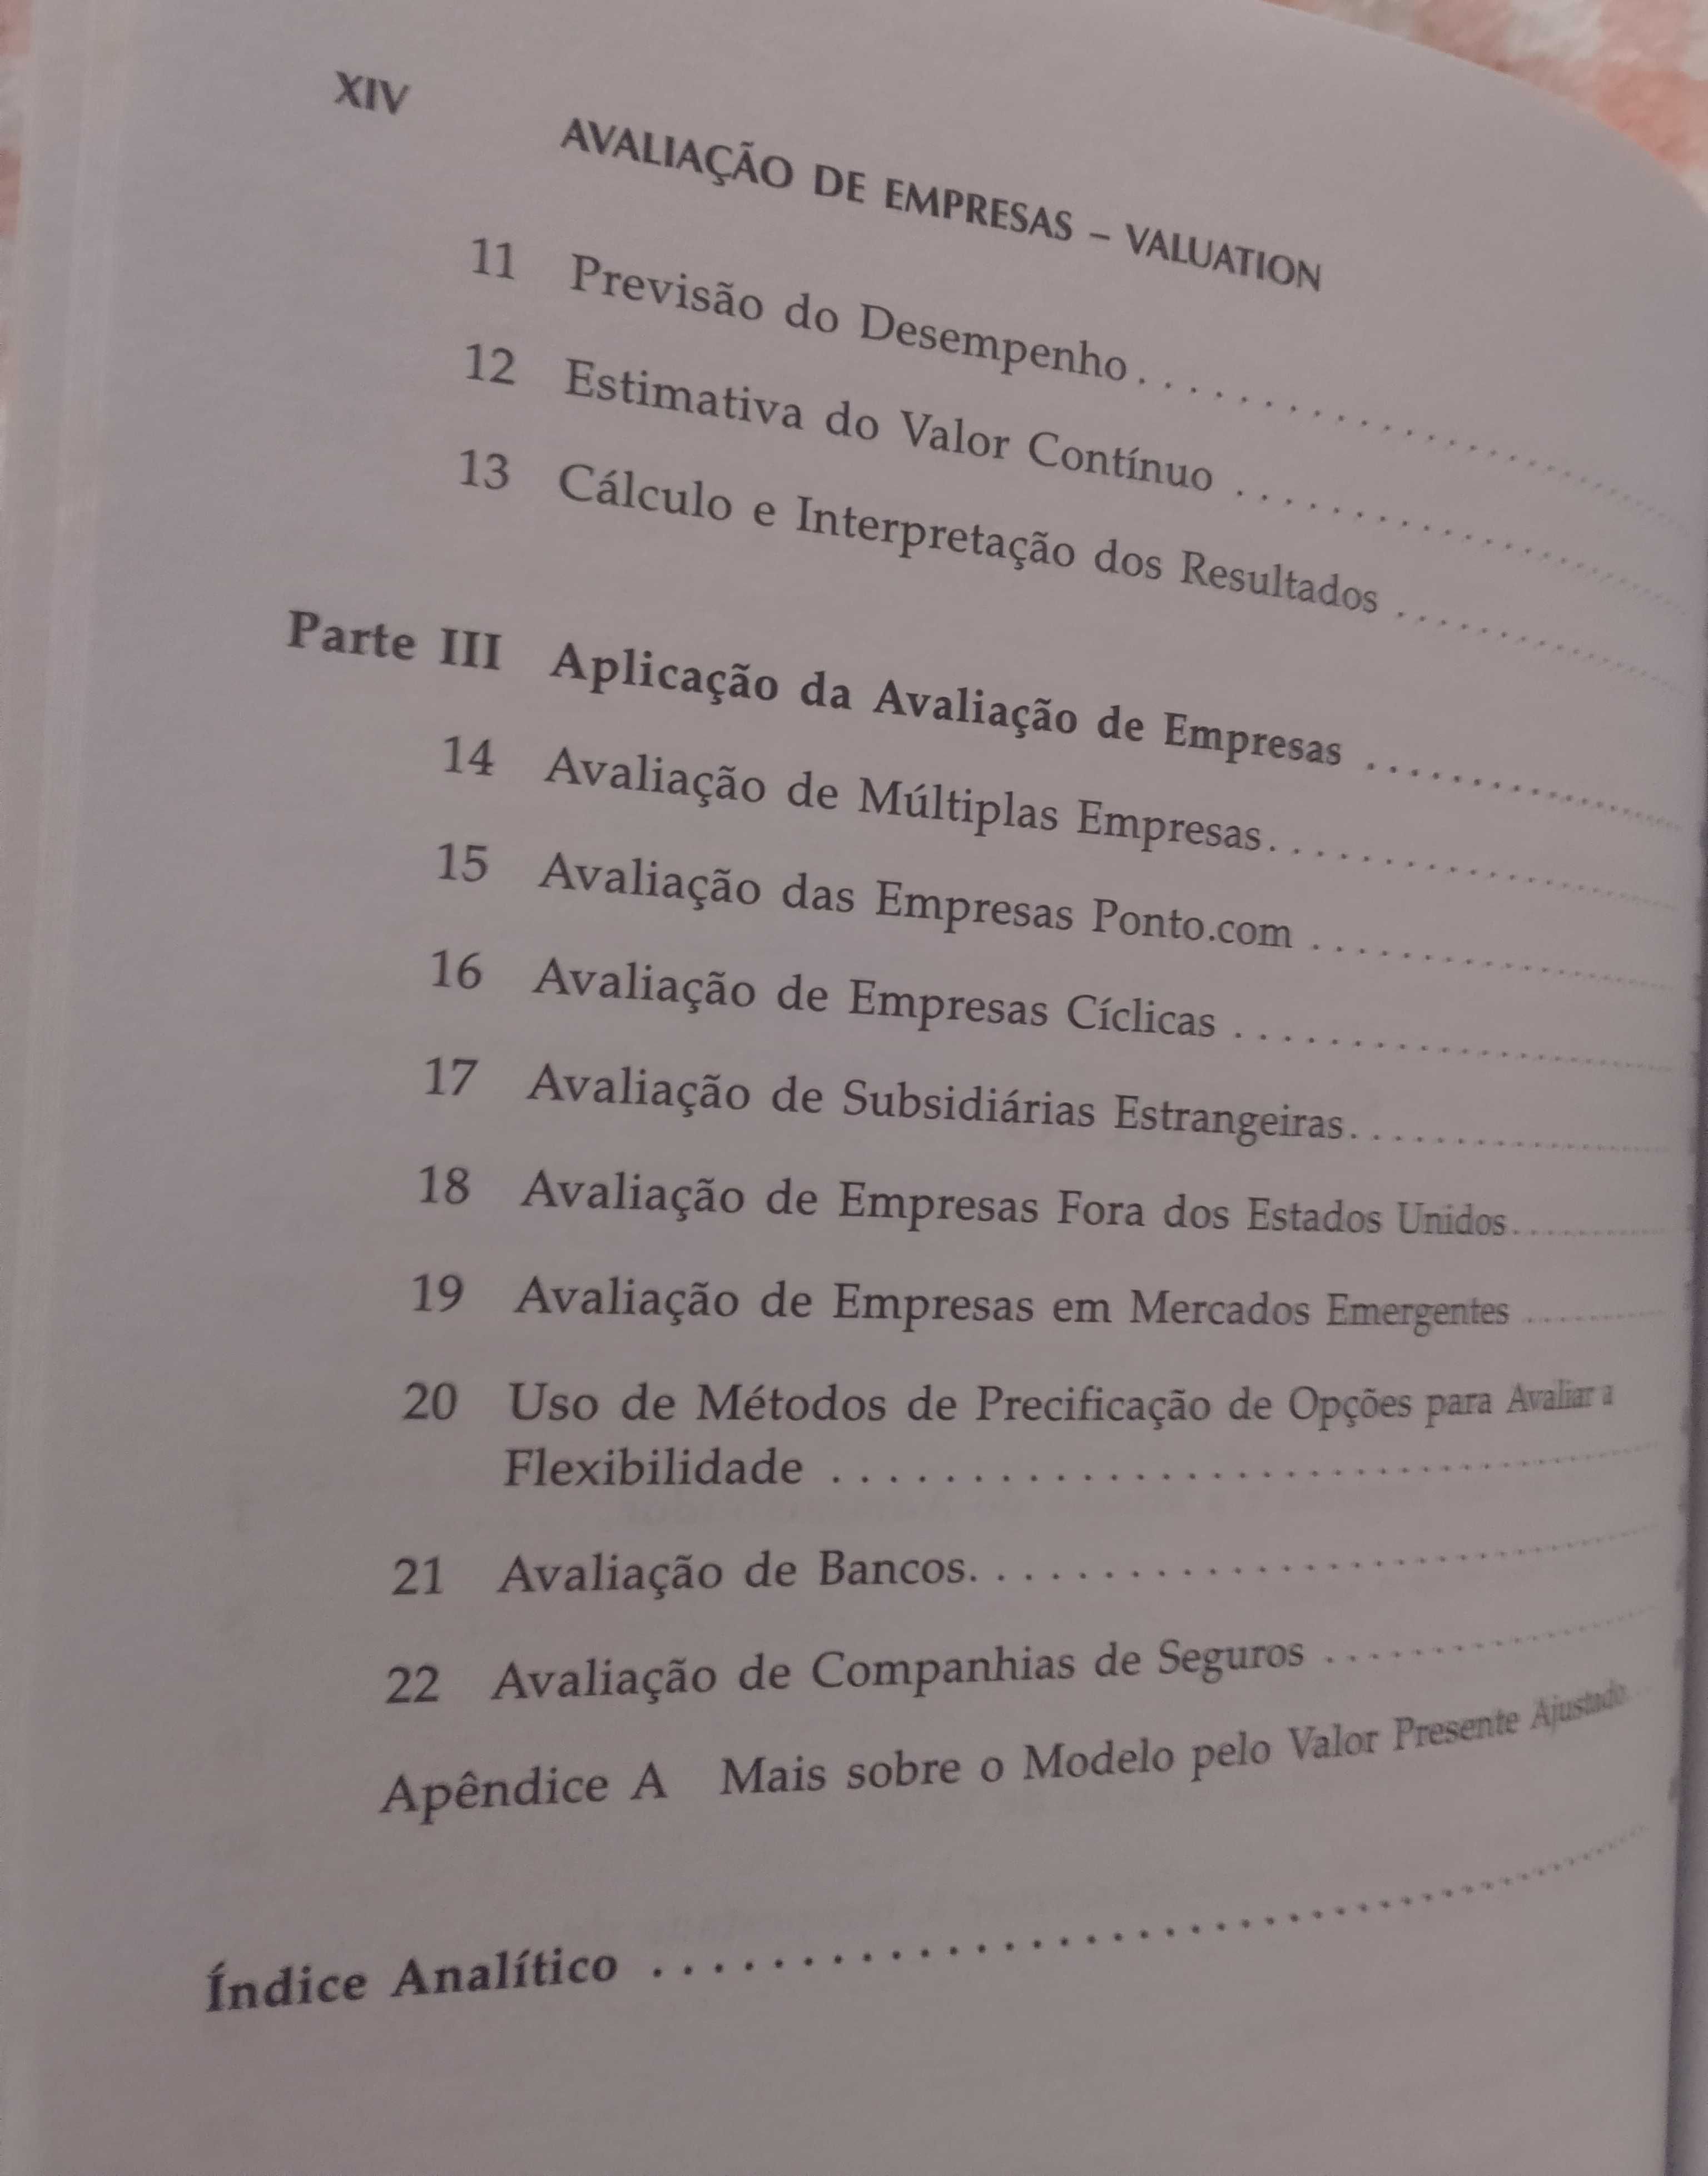 XIV
AVALIAÇÃO DE EMPRESAS – VALUATION
11 Previsão do Desempenho
12 Estimativa do Valor Contínuo
13 Cálculo e Interpretação dos Resultados
Parte III Aplicação da Avaliação de Empresas
14 Avaliação de Múltiplas Empresas
15 Avaliação das Empresas Ponto.com
16 Avaliação de Empresas Cíclicas
17 Avaliação de Subsidiárias Estrangeiras
18 Avaliação de Empresas Fora dos Estados Unidos
19 Avaliação de Empresas em Mercados Emergentes
20 Uso de Métodos de Precificação de Opções para Avaliar a
Flexibilidade
21 Avaliação de Bancos
22 Avaliação de Companhias de Seguros
Apêndice A Mais sobre o Modelo pelo Valor Presente Ajustado
Índice Analítico